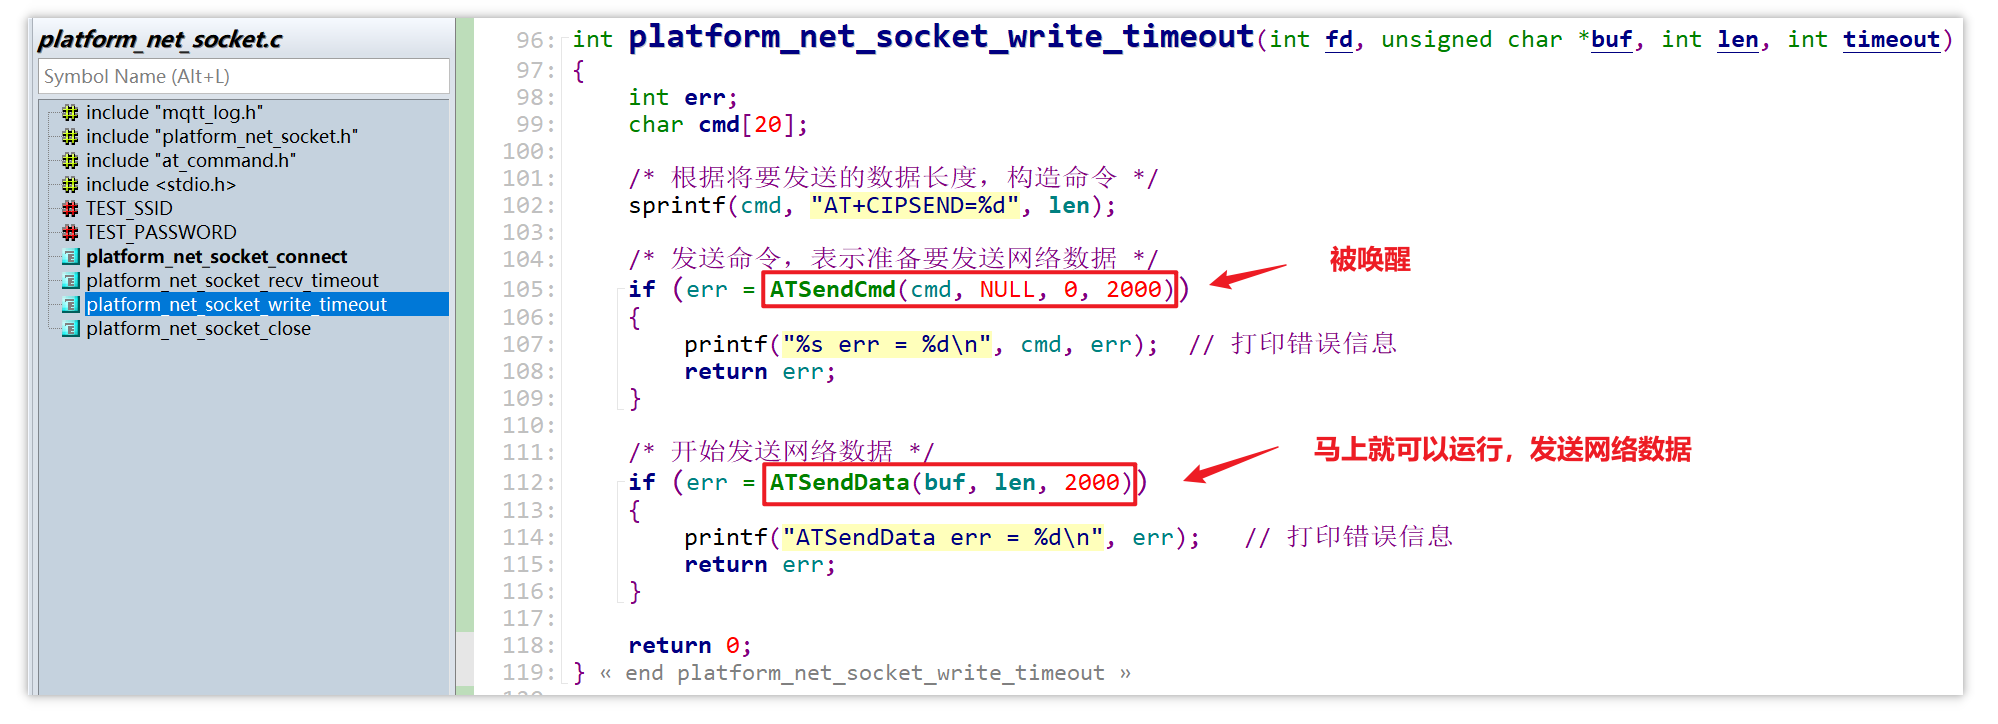 platform_net_socket.c
Symbol Name (Alt+L)
include "mqtt_log.h"
include "platform_net_socket.h"
include "at_command.h"
include <stdio.h>
TEST_SSID
TEST_PASSWORD
platform_net_socket_connect
platform_net_socket_recv_timeout
platform_net_socket_write_timeout
platform_net_socket_close
96: int platform_net_socket_write_timeout(int fd, unsigned char *buf, int len, int timeout)
97: {
98: int err;
99: char cmd[20];
100:
101: /* 根据将要发送的数据长度，构造命令 */
102: sprintf(cmd, "AT+CIPSEND=%d", len);
103:
104: /* 发送命令，表示准备要发送网络数据 */
被唤醒
105: if (err = ATSendCmd(cmd, NULL, 0, 2000))
106: {
107: printf("%s err = %d\n", cmd, err); // 打印错误信息
108: return err;
109: }
110:
111: /* 开始发送网络数据 */
马上就可以运行，发送网络数据
112: if (err = ATSendData(buf, len, 2000))
113: {
114: printf("ATSendData err = %d\n", err); // 打印错误信息
115: return err;
116: }
117:
118: return 0;
119: } « end platform_net_socket_write_timeout »